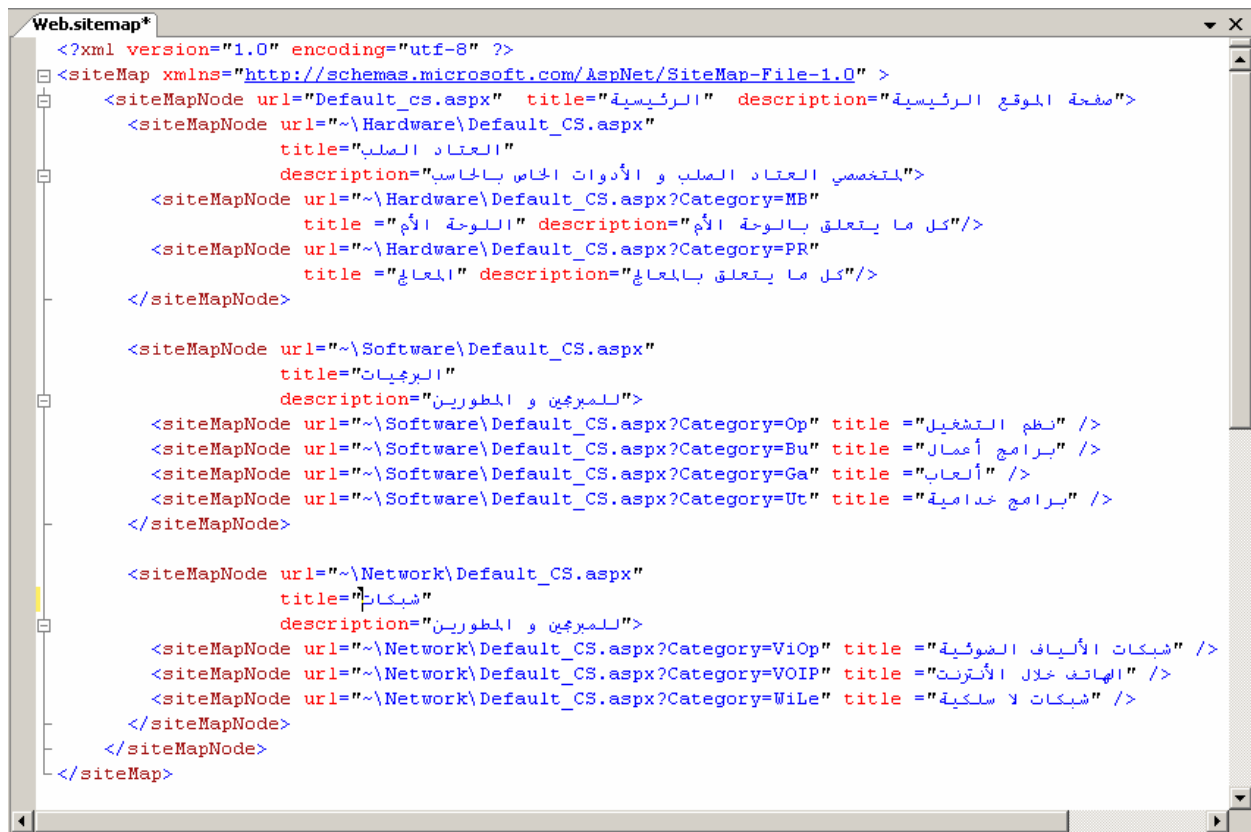 Web.sitemap*
<?xml version="1.0" encoding="utf-8" ?>
<siteMap xmlns="http://schemas.microsoft.com/AspNet/SiteMap-File-1.0" >
<siteMapNode url="Default_cs.aspx" title="الرئيسية" description="صفحة الموقع الرئيسية">
<siteMapNode url="~\Hardware\Default_CS.aspx"
title="العتاد الصلب"
description="لمتخصصي العتاد الصلب و الأدوات الخاص بالحاسب">
<siteMapNode url="~\Hardware\Default_CS.aspx?Category=MB"
title ="اللوحة الأم" description="كل ما يتعلق بالوحة الأم"/>
<siteMapNode url="~\Hardware\Default_CS.aspx?Category=PR"
title ="المعالج" description="كل ما يتعلق بالمعالج"/>
</siteMapNode>
<siteMapNode url="~\Software\Default_CS.aspx"
title="البرمجيات"
description="للمبرمجين و المطورين">
<siteMapNode url="~\Software\Default_CS.aspx?Category=Op" title ="نظم التشغيل" />
<siteMapNode url="~\Software\Default_CS.aspx?Category=Bu" title ="برامج أعمال" />
<siteMapNode url="~\Software\Default_CS.aspx?Category=Ga" title ="ألعاب" />
<siteMapNode url="~\Software\Default_CS.aspx?Category=Ut" title ="برامج خدامية" />
</siteMapNode>
<siteMapNode url="~\Network\Default_CS.aspx"
title="شبكات"
description="للمبرمجين و المطورين">
<siteMapNode url="~\Network\Default_CS.aspx?Category=ViOp" title ="شبكات الألياف الضوئية" />
<siteMapNode url="~\Network\Default_CS.aspx?Category=VOIP" title ="الهاتف خلال الأنترنت" />
<siteMapNode url="~\Network\Default_CS.aspx?Category=WiLe" title ="شبكات لا سلكية" />
</siteMapNode>
</siteMapNode>
</siteMap>